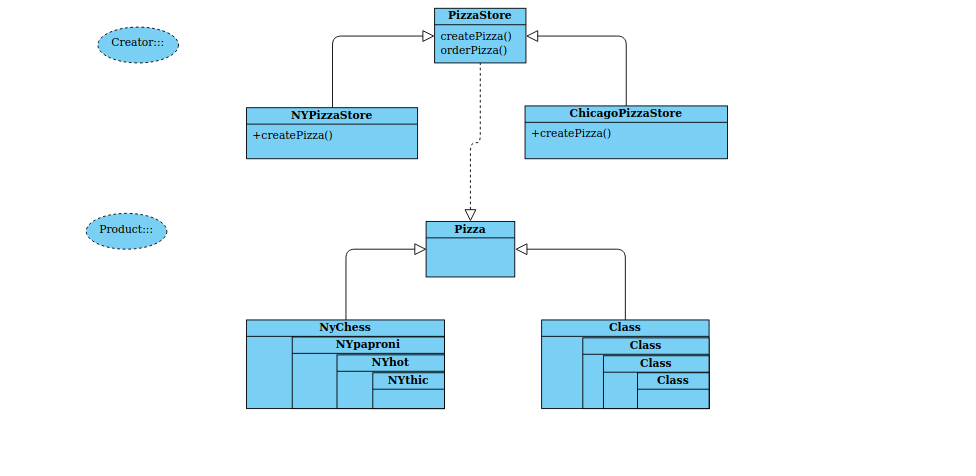 PizzaStore
createPizza()
orderPizza()
Creator:::
NYPizzaStore
+createPizza()
ChicagoPizzaStore
+createPizza()
Product:::
Pizza
NyChess
NYpaproni
NYhot
NYthic
Class
Class
Class
Class